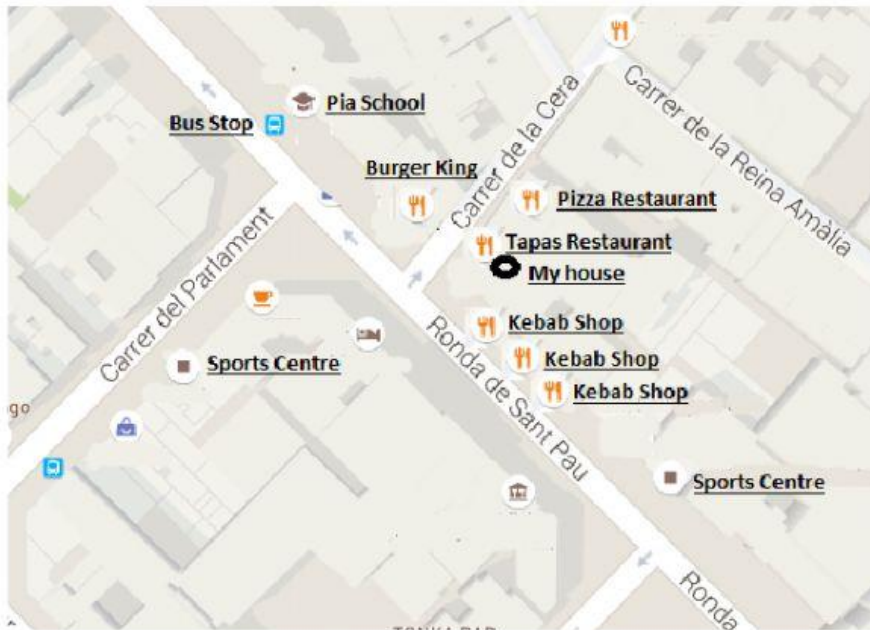 Pia School
Bus Stop
Burger King
Carrer de la Cera
Carrer de la Reina Amàlia
Pizza Restaurant
Tapas Restaurant
My house
Carrer del Parlament
Kebab Shop
Kebab Shop
Kebab Shop
Sports Centre
Ronda de Sant Pau
go
Sports Centre
Ronda